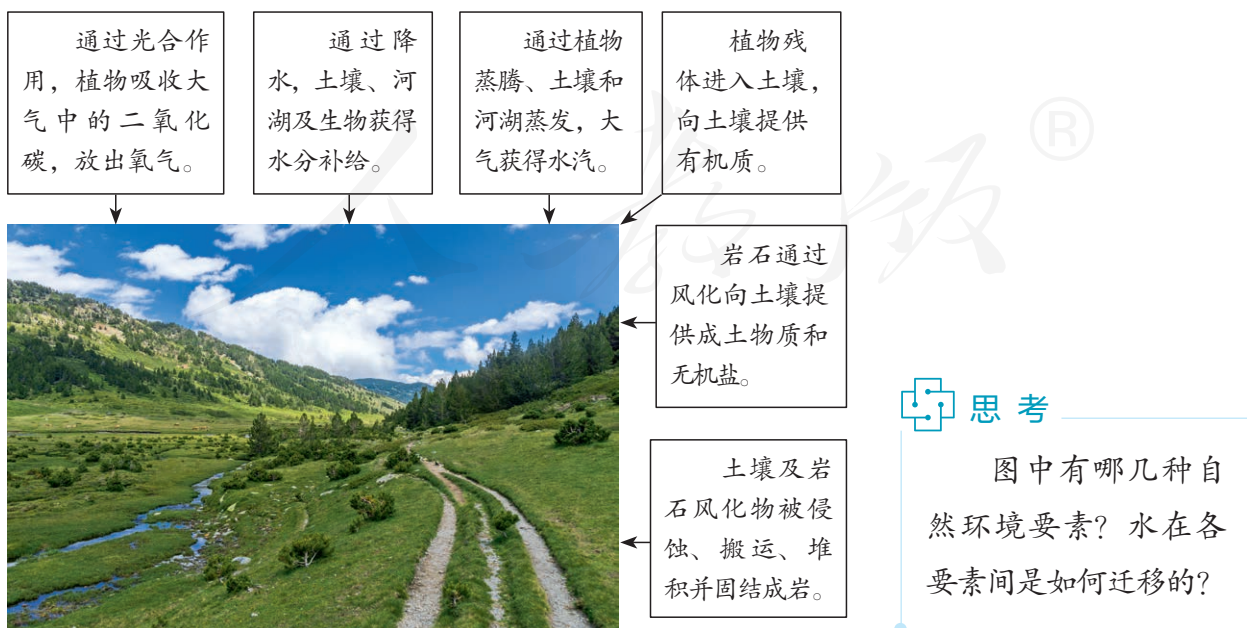 通过光合作
用，植物吸收大
气中的二氧化
碳，放出氧气。
通过降
水，土壤、河
湖及生物获得
水分补给。
通过植物
蒸腾、土壤和
河湖蒸发，大
气获得水汽。
植物残
体进入土壤，
向土壤提供
有机质。
岩石通过
风化向土壤提
供成土物质和
无机盐。
土壤及岩
石风化物被侵
蚀、搬运、堆
积并固结成岩。
思考
图中有哪几种自
然环境要素？水在各
要素间是如何迁移的？
人教版®